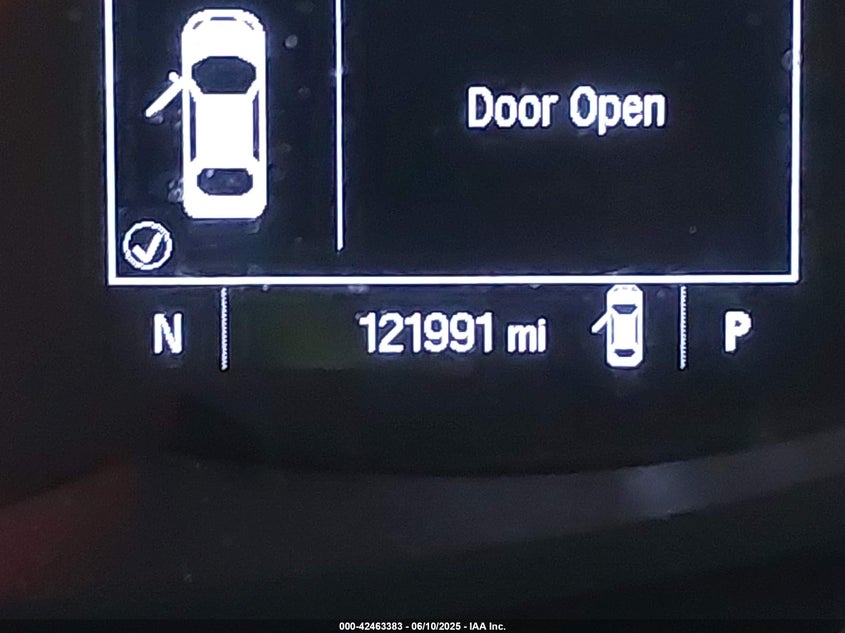 Door Open
N 121991 mi P
000-42463383 - 06/10/2025 - IAA Inc.